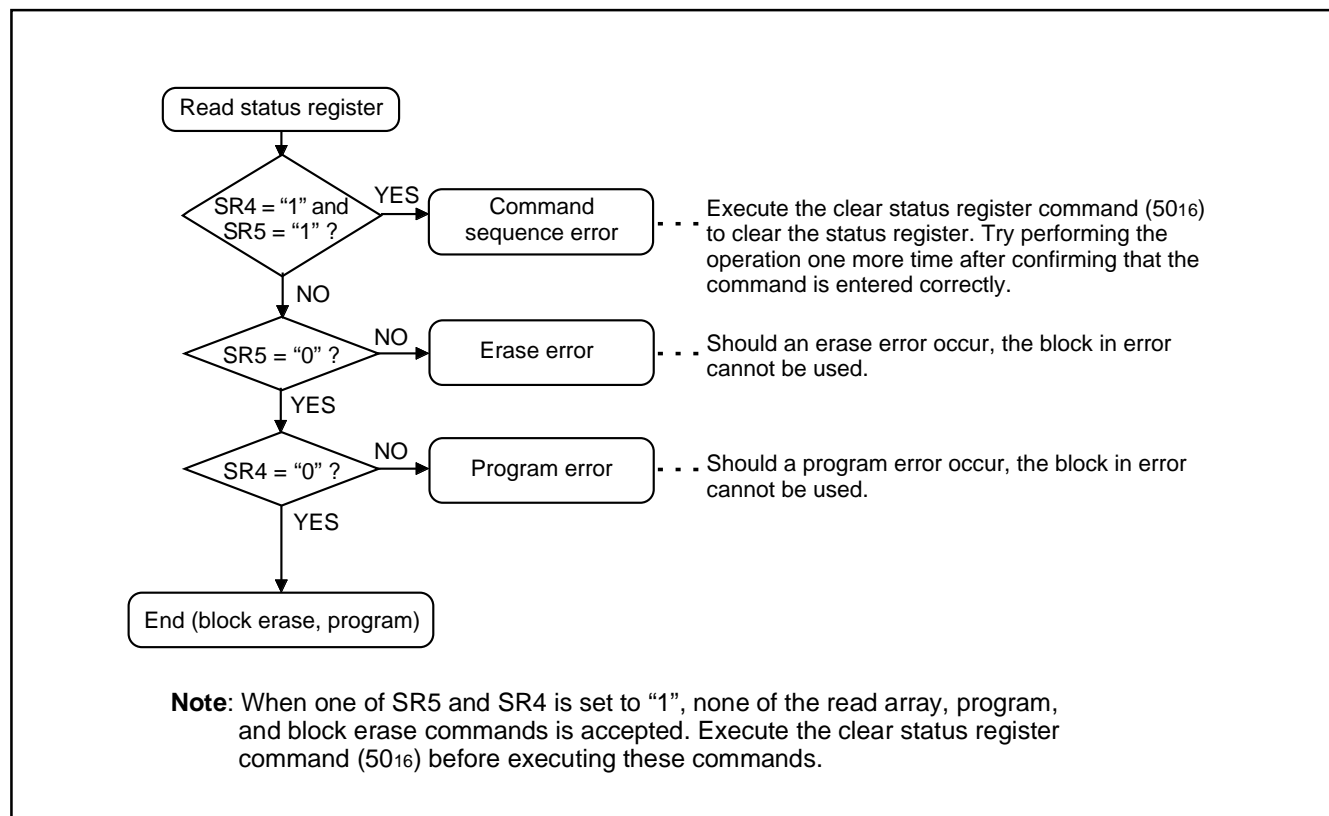 Read status register
SR4 = “1” and
SR5 = “1” ?
YES
Command
sequence error
Execute the clear status register command (5016)
to clear the status register. Try performing the
operation one more time after confirming that the
command is entered correctly.
NO
SR5 = “0” ?
NO
Erase error
Should an erase error occur, the block in error
cannot be used.
YES
SR4 = “0” ?
NO
Program error
Should a program error occur, the block in error
cannot be used.
YES
End (block erase, program)
Note: When one of SR5 and SR4 is set to “1”, none of the read array, program,
and block erase commands is accepted. Execute the clear status register
command (5016) before executing these commands.